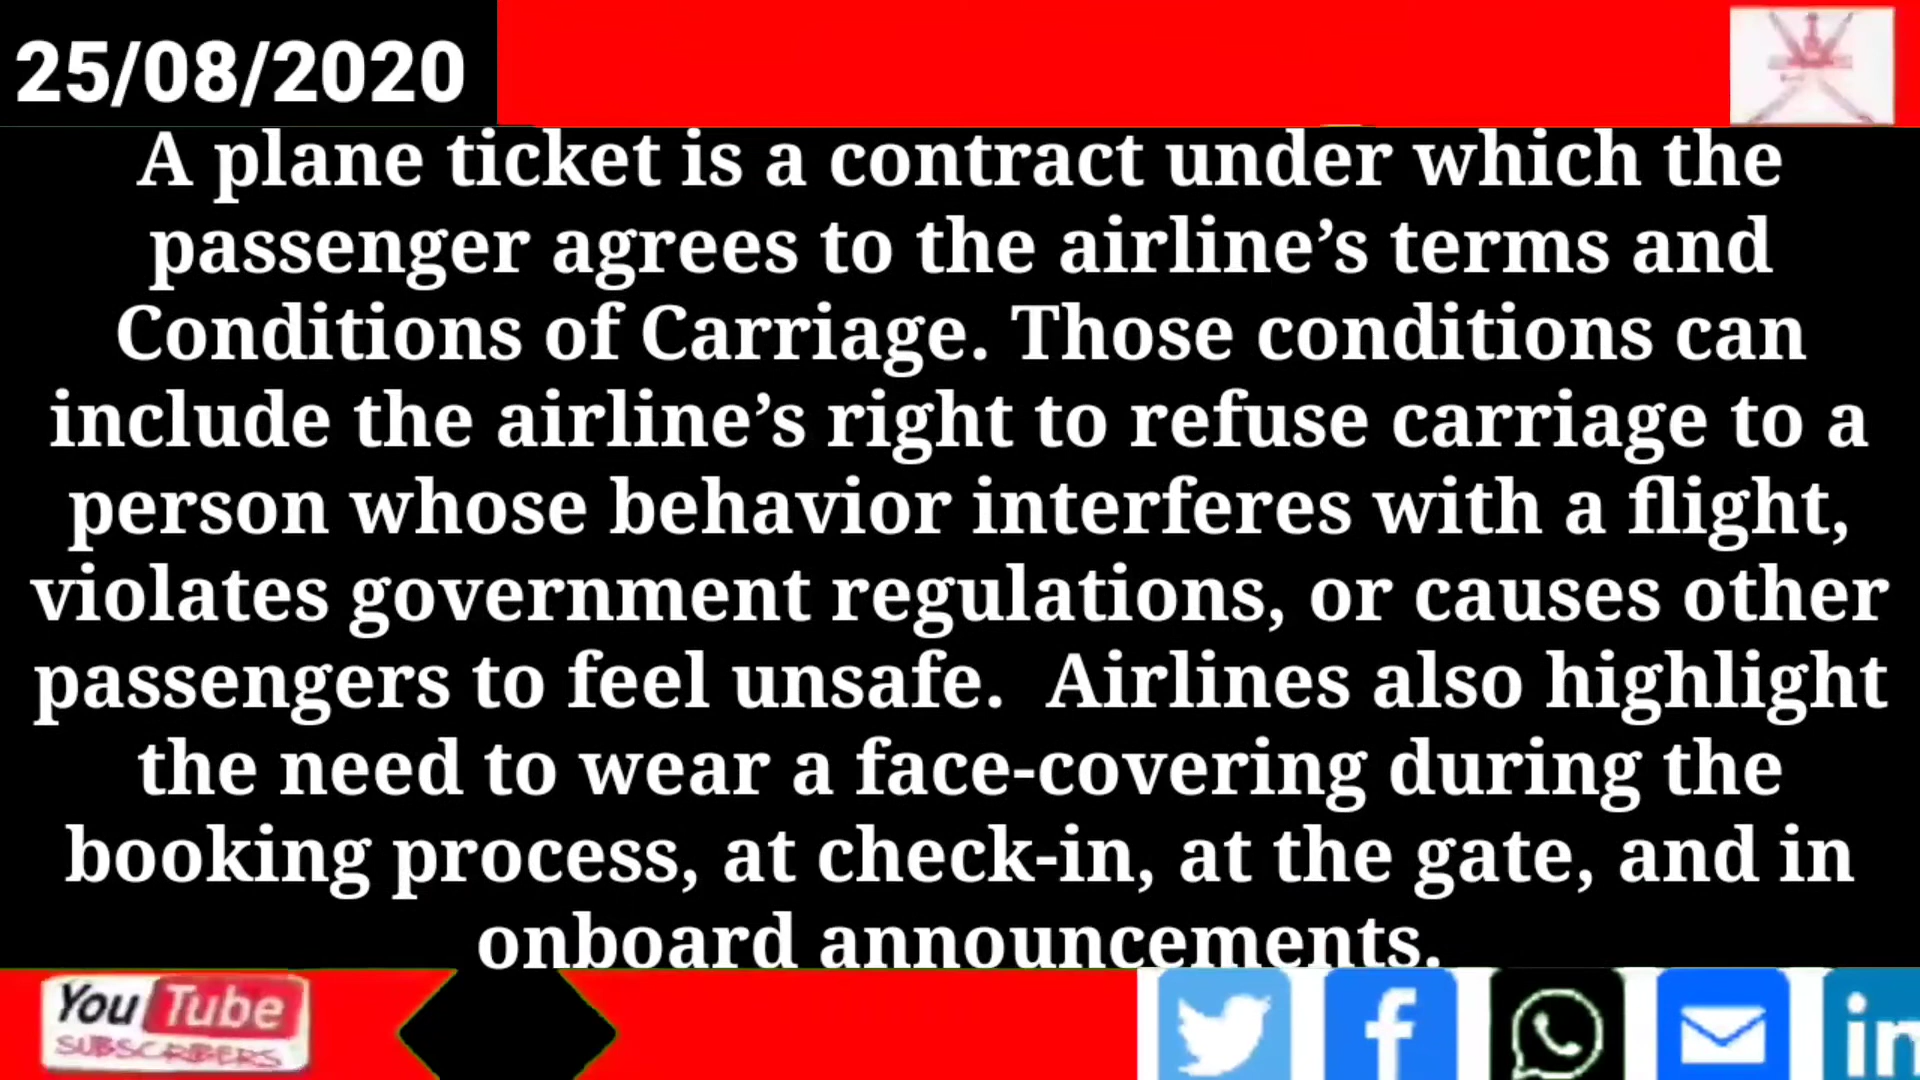 25/08/2020
A plane ticket is a contract under which the
passenger agrees to the airline’s terms and
Conditions of Carriage. Those conditions can
include the airline’s right to refuse carriage to a
person whose behavior interferes with a flight,
violates government regulations, or causes other
passengers to feel unsafe.  Airlines also highlight
the need to wear a face-covering during the
booking process, at check-in, at the gate, and in
onboard announcements.
You Tube
SUBSCRIBERS
in